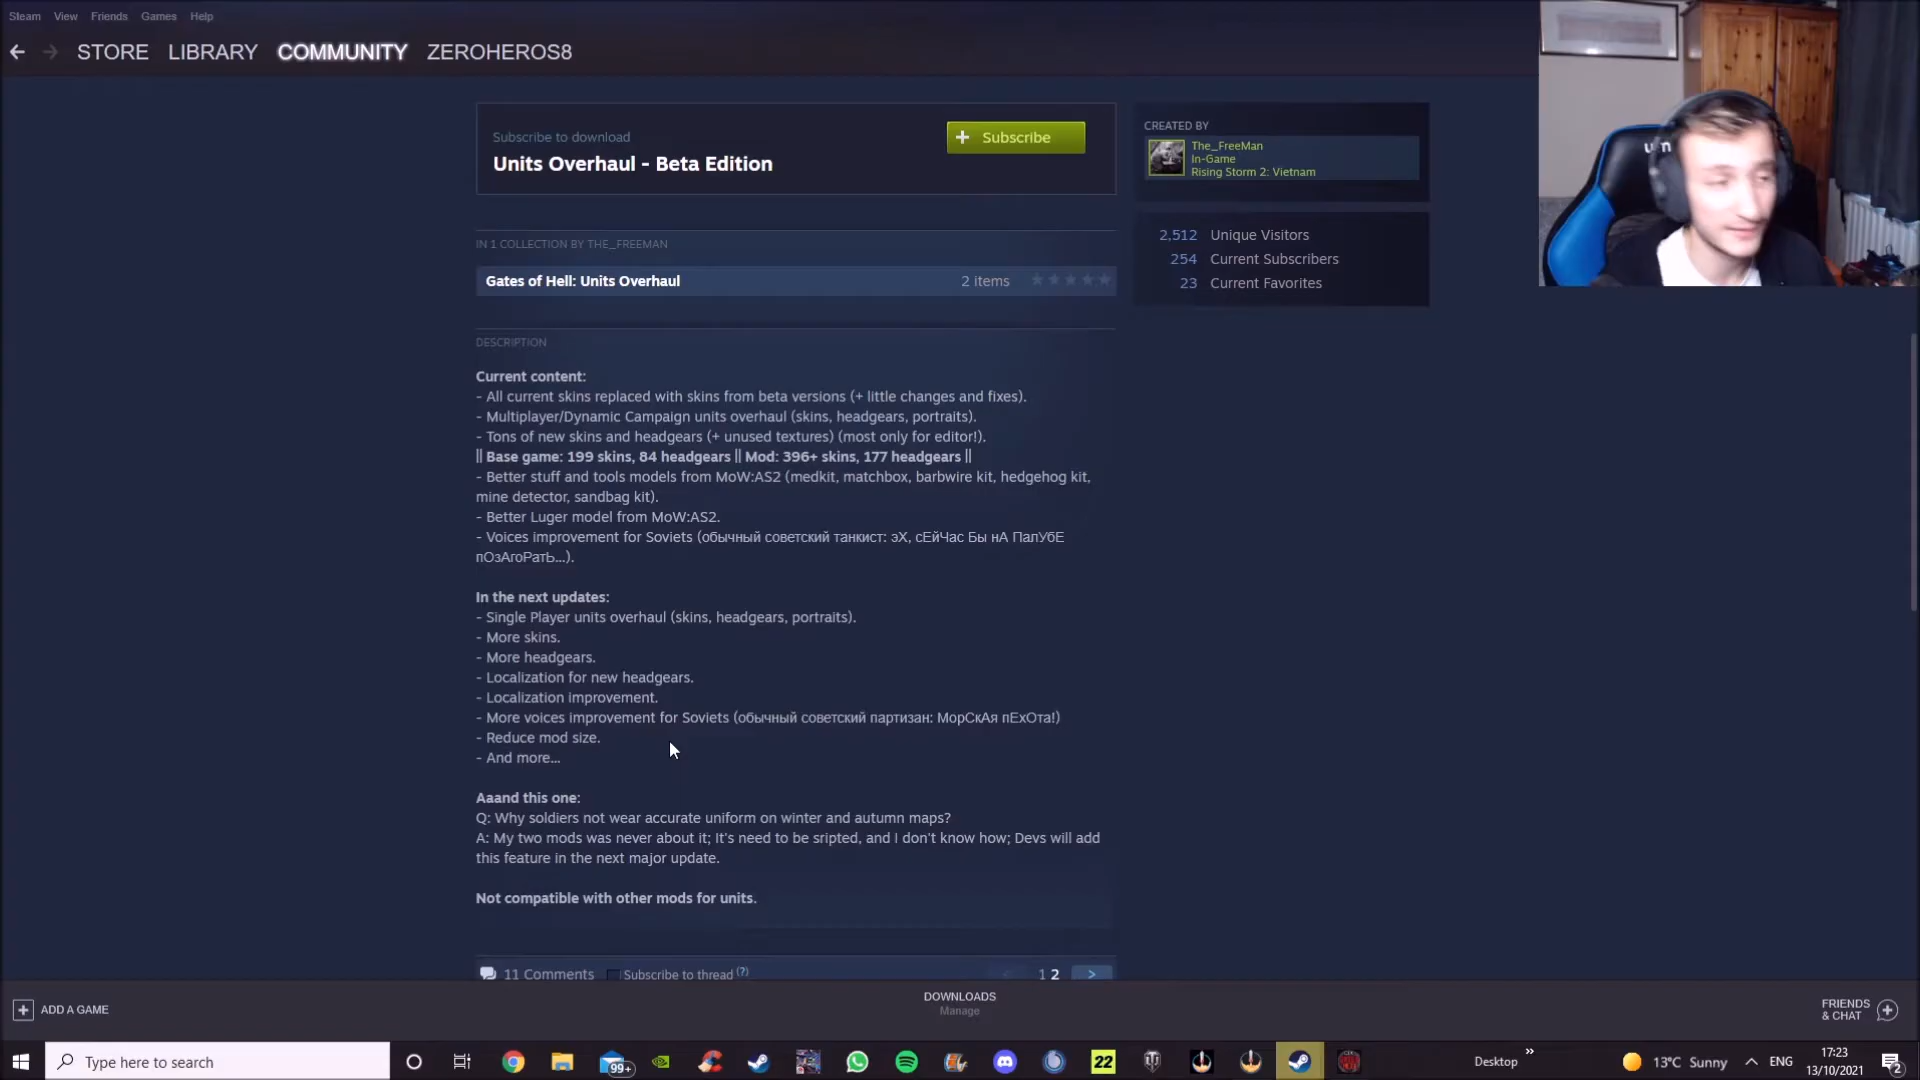 Steam View Friends Games Help
STORE LIBRARY COMMUNITY ZEROHEROS8
Subscribe to download
Units Overhaul - Beta Edition
+ Subscribe
CREATED BY
The_FreeMan
In-Game
Rising Storm 2: Vietnam
2,512 Unique Visitors
254 Current Subscribers
23 Current Favorites
IN 1 COLLECTION BY THE_FREEMAN
Gates of Hell: Units Overhaul 2 items
DESCRIPTION
Current content:
- All current skins replaced with skins from beta versions (+ little changes and fixes).
- Multiplayer/Dynamic Campaign units overhaul (skins, headgears, portraits).
- Tons of new skins and headgears (+ unused textures) (most only for editor!).
|| Base game: 199 skins, 84 headgears || Mod: 396+ skins, 177 headgears ||
- Better stuff and tools models from MoW:AS2 (medkit, matchbox, barbwire kit, hedgehog kit,
mine detector, sandbag kit).
- Better Luger model from MoW:AS2.
- Voices improvement for Soviets (обычный советский танкист: эХ, сЕйЧас Бы нА ПалУбЕ
пОзАгоРатЬ...).
In the next updates:
- Single Player units overhaul (skins, headgears, portraits).
- More skins.
- More headgears.
- Localization for new headgears.
- Localization improvement.
- More voices improvement for Soviets (обычный советский партизан: МорСкАя пЕхОта!)
- Reduce mod size.
- And more...
Aaand this one:
Q: Why soldiers not wear accurate uniform on winter and autumn maps?
A: My two mods was never about it; It's need to be sripted, and I don't know how; Devs will add
this feature in the next major update.
Not compatible with other mods for units.
11 Comments Subscribe to thread (?) < 1 2 >
+ ADD A GAME
DOWNLOADS
Manage
FRIENDS
& CHAT
Type here to search
99+
22
Desktop
13°C Sunny
ENG
17:23
13/10/2021
2